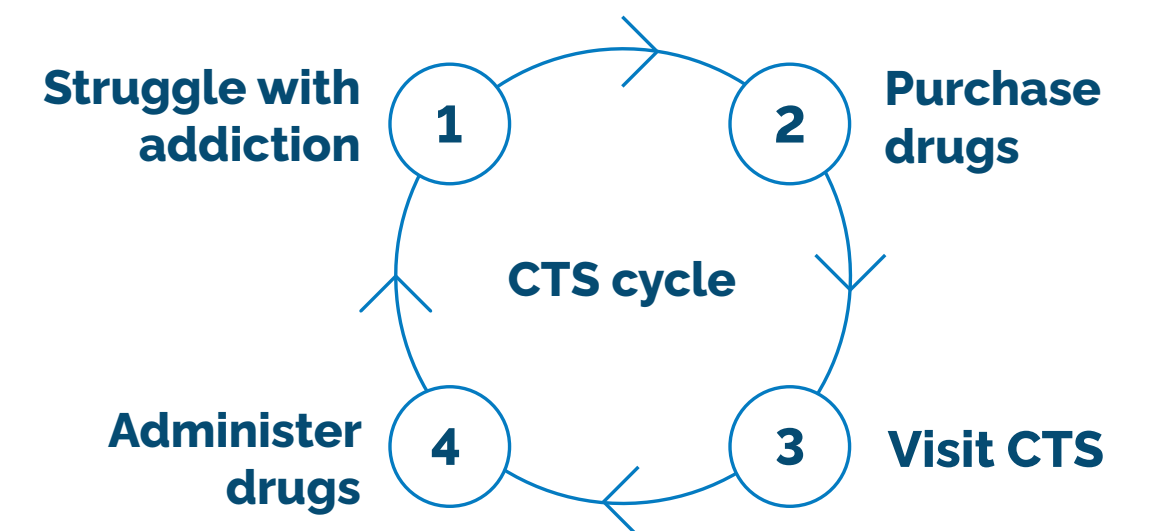 Struggle with
addiction
1
2
Purchase
drugs
CTS cycle
Administer
drugs
4
3
Visit CTS